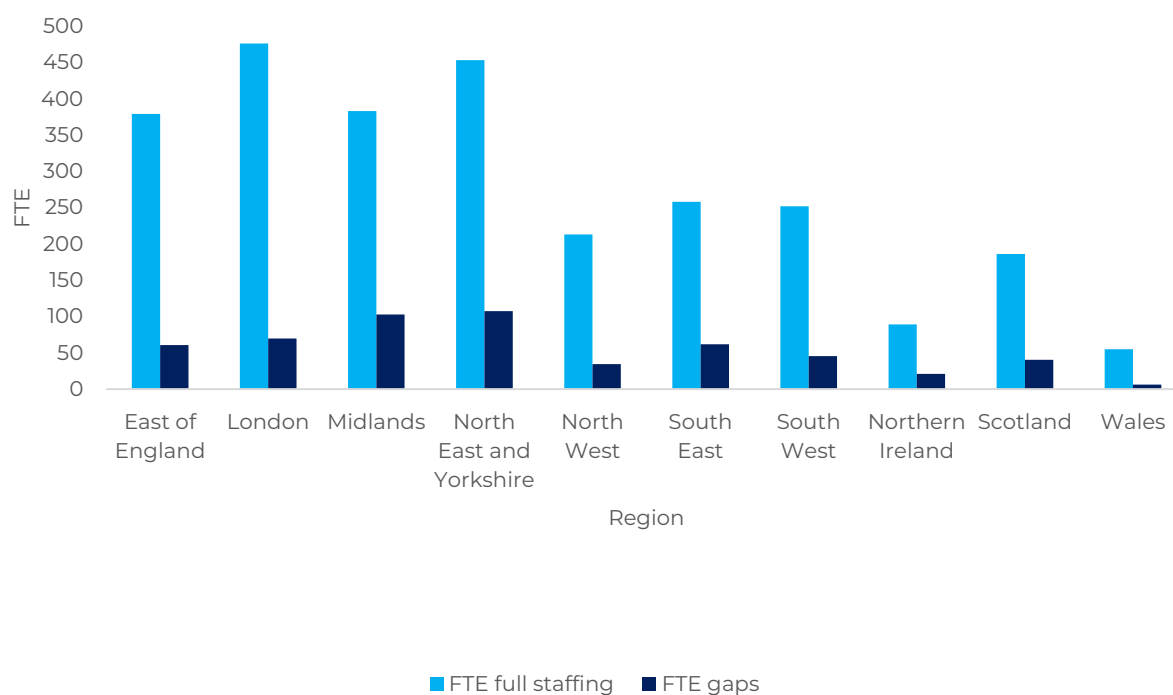 500
450
400
350
300
250
200
150
100
50
0
FTE
East of
England
London
Midlands
North
East and
Yorkshire
North
West
South
East
South
West
Northern
Ireland
Scotland
Wales
Region
FTE full staffing
FTE gaps